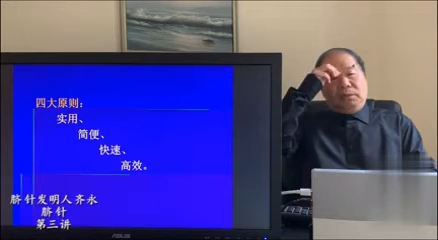 四大原则：
实用、
简便、
快速、
高效。
脐针发明人齐永
脐针
第三讲
ASUS